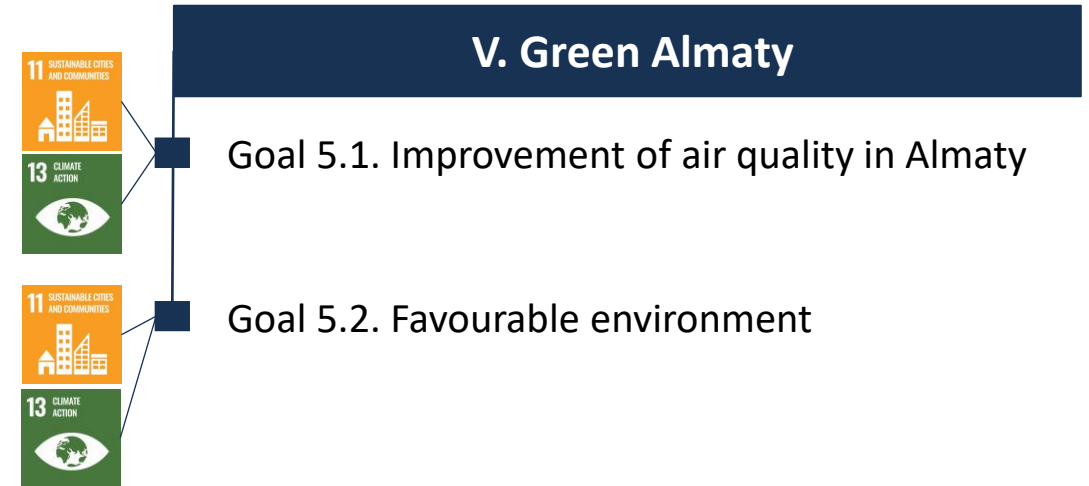 V. Green Almaty
11 SUSTAINABLE CITIES
AND COMMUNITIES
13 CLIMATE
ACTION
Goal 5.1. Improvement of air quality in Almaty
11 SUSTAINABLE CITIES
AND COMMUNITIES
13 CLIMATE
ACTION
Goal 5.2. Favourable environment